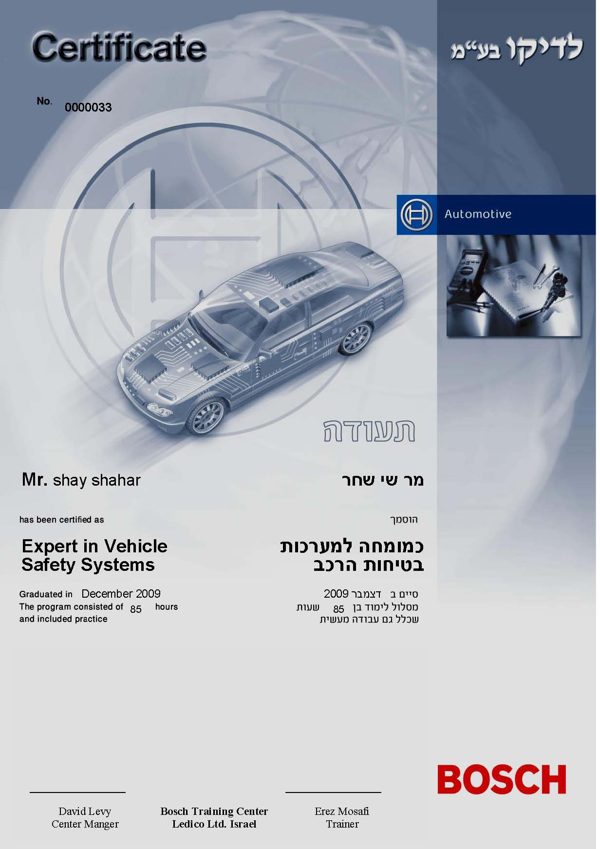 Certificate
לדיקו בע"מ
No. 0000033
Automotive
תעודה
Mr. shay shahar
מר שי שחר
has been certified as
הוסמך
Expert in Vehicle
Safety Systems
כמומחה למערכות
בטיחות הרכב
Graduated in December 2009
The program consisted of 85 hours
and included practice
סיים ב דצמבר 2009
מסלול לימוד בן 85 שעות
שכלל גם עבודה מעשית
BOSCH
David Levy
Center Manger
Bosch Training Center
Ledico Ltd. Israel
Erez Mosafi
Trainer